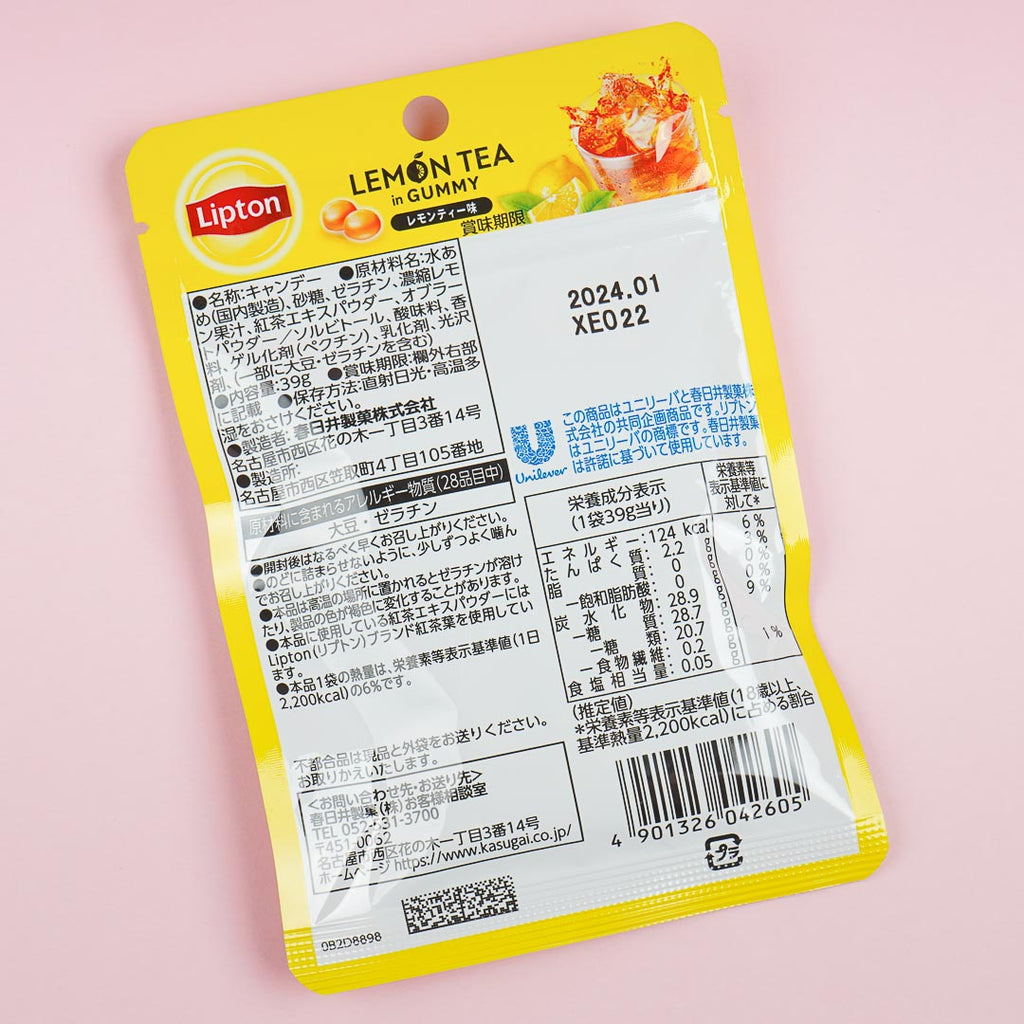 Lipton
LEMON TEA
in GUMMY
レモンティー味
賞味期限
2024.01
XE022
●名称:キャンデー ●原材料名:水あ
め(国内製造)、砂糖、ゼラチン、濃縮レモ
ン果汁、紅茶エキスパウダー、オブラー
トパウダー/ソルビトール、酸味料、香
料、ゲル化剤(ペクチン)、乳化剤、光沢
剤、(一部に大豆・ゼラチンを含む)
●内容量:39g ●賞味期限:欄外右部
に記載 ●保存方法:直射日光・高温多
湿をおさけください。
●製造者:春日井製菓株式会社
名古屋市西区花の木一丁目3番14号
●製造所:
名古屋市西区笠取町4丁目105番地
原材料に含まれるアレルギー物質(28品目中)
大豆・ゼラチン
●開封後はなるべく早くお召し上がりください。
●のどに詰まらせないように、少しずつよく噛ん
でお召し上がりください。
●本品は高温の場所に置かれるとゼラチンが溶け
たり、製品の色が褐色に変化することがあります。
●本品に使用している紅茶エキスパウダーには
Lipton(リプトン)ブランド紅茶葉を使用してい
ます。
●本品1袋の熱量は、栄養素等表示基準値(1日
2,200kcal)の6%です。
不都合品は現品と外袋をお送りください。
お取りかえいたします。
<お問い合わせ先・お送り先>
春日井製菓(株)お客様相談室
TEL 052-531-3700
〒451-0062
名古屋市西区花の木一丁目3番14号
ホームページ https://www.kasugai.co.jp/
0B2D8898
Unilever
この商品はユニリーバと春日井製菓株
式会社の共同企画商品です。リプトン
はユニリーバの商標です。春日井製菓
は許諾に基づいて使用しています。
栄養成分表示
(1袋39g当り)
栄養素等
表示基準値に
対して*
エネルギー:124 kcal 6%
たんぱく質:2.2 g 3%
脂質:0 g 0%
ー飽和脂肪酸:0 g 0%
炭水化物:28.9 g 9%
ー糖質:28.7 g
ー糖類:20.7 g
ー食物繊維:0.2 g 1%
食塩相当量:0.05 g
(推定値)
*栄養素等表示基準値(18歳以上、
基準熱量2,200kcal)に占める割合
4 901326 042605
プラ